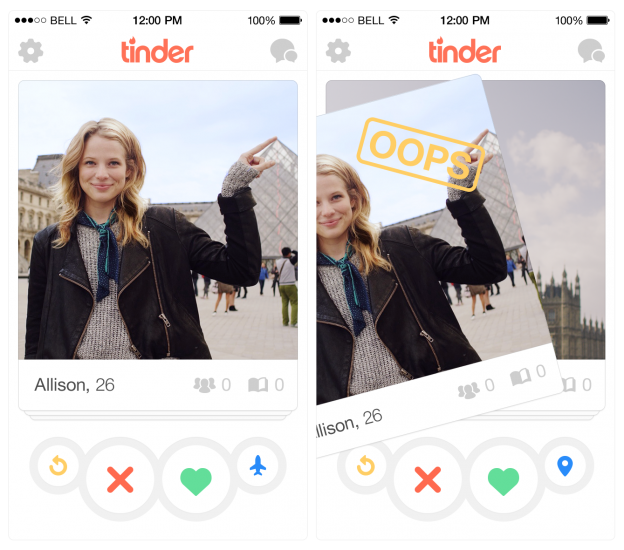 ●●●○○ BELL 12:00 PM 100%
tinder
Allison, 26
0
0
●●●○○ BELL 12:00 PM 100%
tinder
OOPS
llison, 26
0
0
0